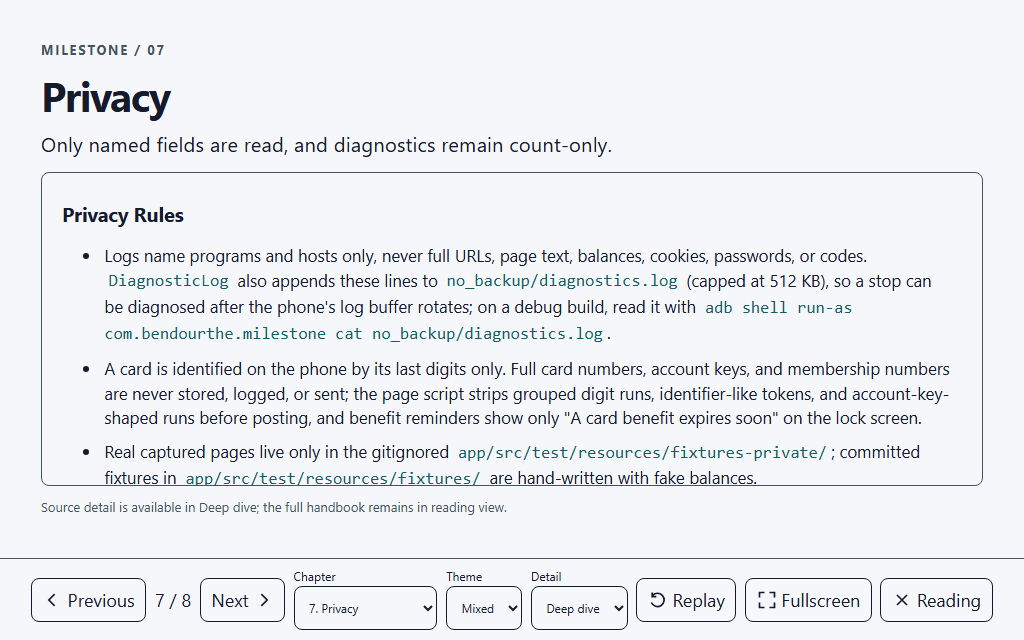 MILESTONE / 07
Privacy
Only named fields are read, and diagnostics remain count-only.
Privacy Rules
• Logs name programs and hosts only, never full URLs, page text, balances, cookies, passwords, or codes.
DiagnosticLog also appends these lines to no_backup/diagnostics.log (capped at 512 KB), so a stop can
be diagnosed after the phone's log buffer rotates; on a debug build, read it with adb shell run-as
com.bendourthe.milestone cat no_backup/diagnostics.log.
• A card is identified on the phone by its last digits only. Full card numbers, account keys, and membership numbers
are never stored, logged, or sent; the page script strips grouped digit runs, identifier-like tokens, and account-key-
shaped runs before posting, and benefit reminders show only "A card benefit expires soon" on the lock screen.
• Real captured pages live only in the gitignored app/src/test/resources/fixtures-private/; committed
fixtures in app/src/test/resources/fixtures/ are hand-written with fake balances.
Source detail is available in Deep dive; the full handbook remains in reading view.
Chapter Theme Detail
Previous 7 / 8 Next 7. Privacy Mixed Deep dive Replay Fullscreen Reading